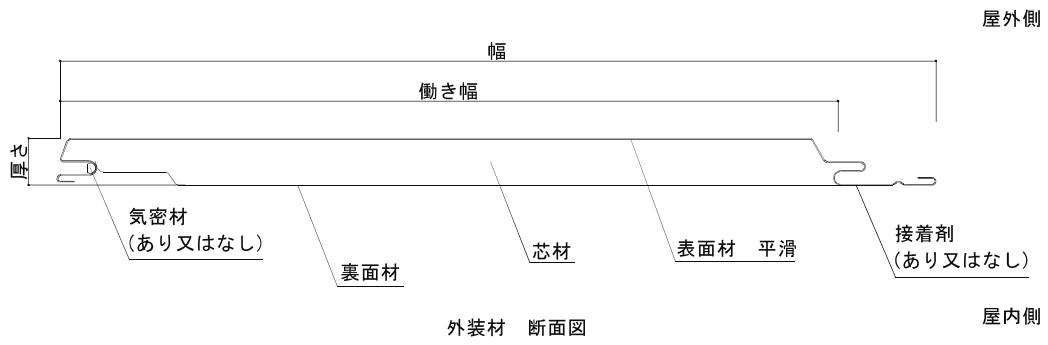 屋外側
幅
働き幅
厚さ
気密材
(あり又はなし)
裏面材
芯材
表面材　平滑
接着剤
(あり又はなし)
外装材　断面図
屋内側